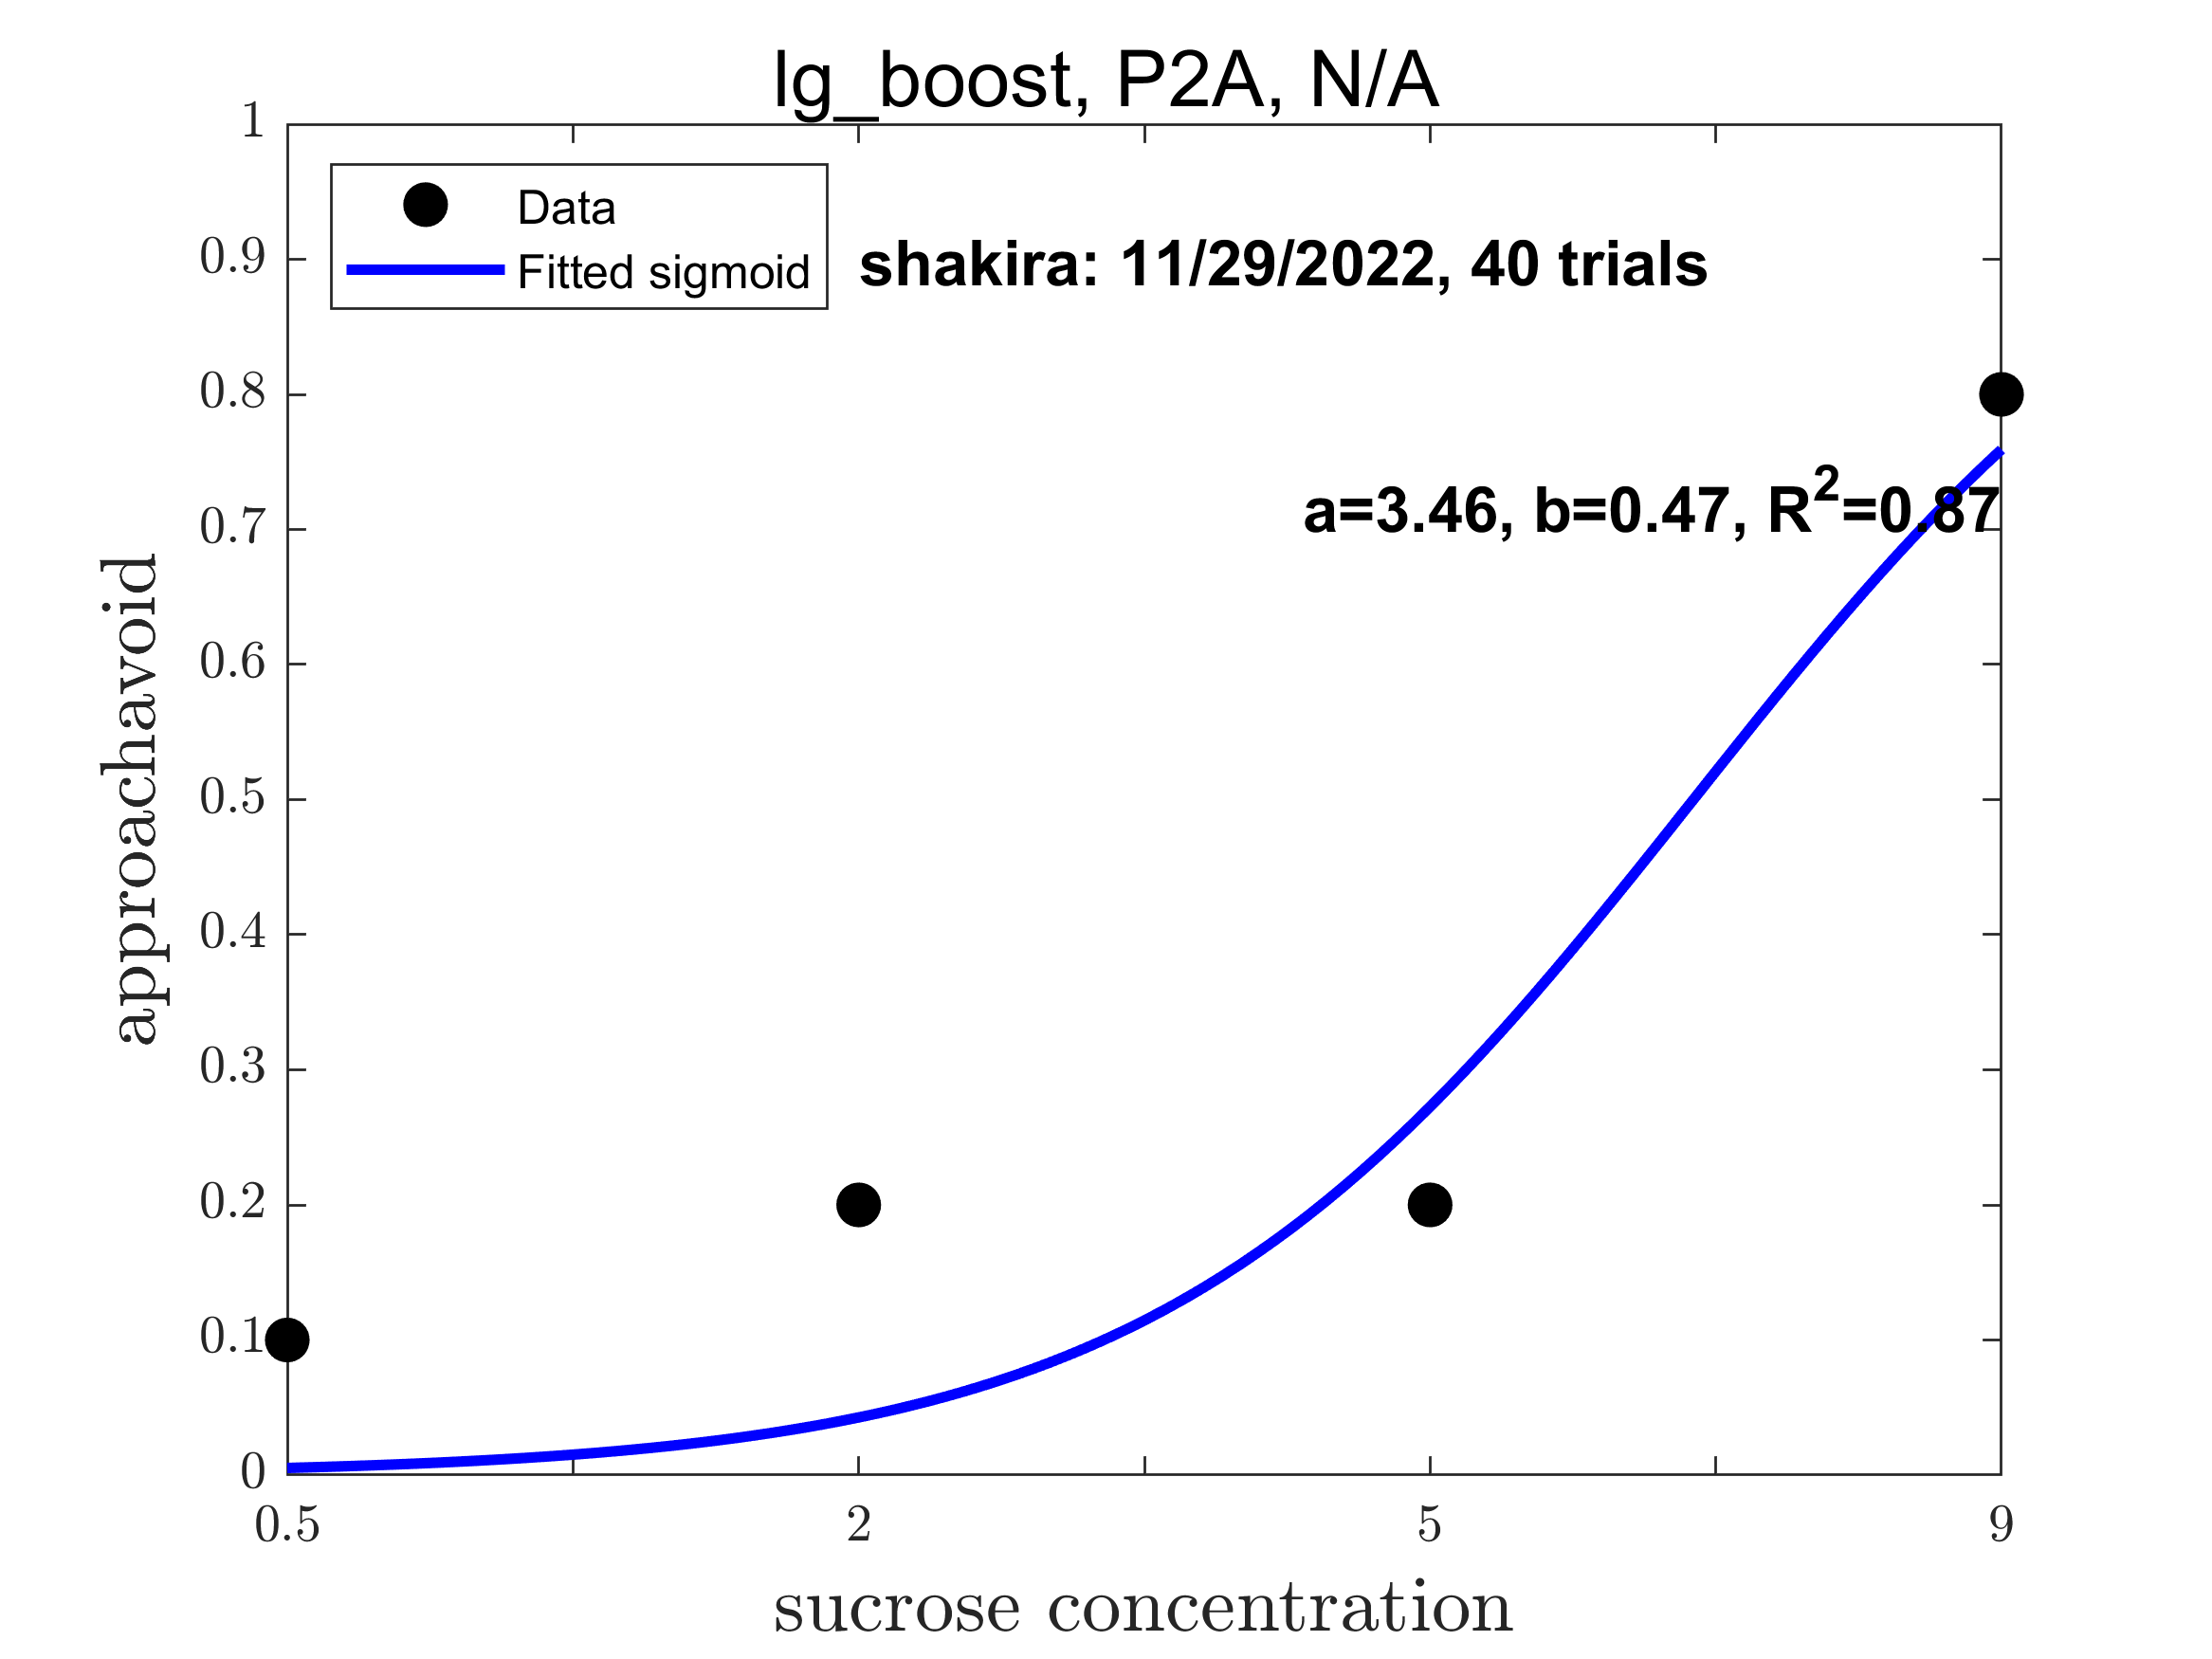 lg_boost, P2A, N/A
1
Data
Fitted sigmoid
shakira: 11/29/2022, 40 trials
0.9
0.8
a=3.46, b=0.47, R²=0.87
0.7
0.6
0.5
0.4
0.3
0.2
0.1
0
approachavoid
0.5 2 5 9
sucrose concentration